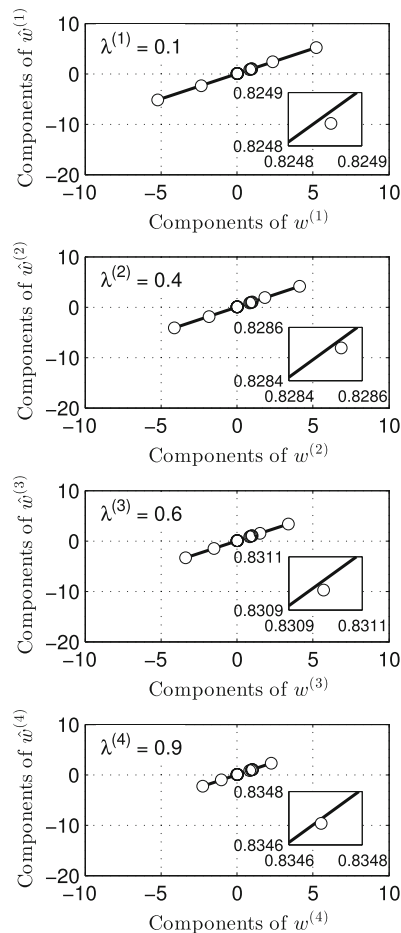 Components of ŵ(1)
10
0
−10
−20
λ(1) = 0.1
0.8249
0.8248
0.8248 0.8249
−10 −5 0 5 10
Components of w(1)
Components of ŵ(2)
10
0
−10
−20
λ(2) = 0.4
0.8286
0.8284
0.8284 0.8286
−10 −5 0 5 10
Components of w(2)
Components of ŵ(3)
10
0
−10
−20
λ(3) = 0.6
0.8311
0.8309
0.8309 0.8311
−10 −5 0 5 10
Components of w(3)
Components of ŵ(4)
10
0
−10
−20
λ(4) = 0.9
0.8348
0.8346
0.8346 0.8348
−10 −5 0 5 10
Components of w(4)